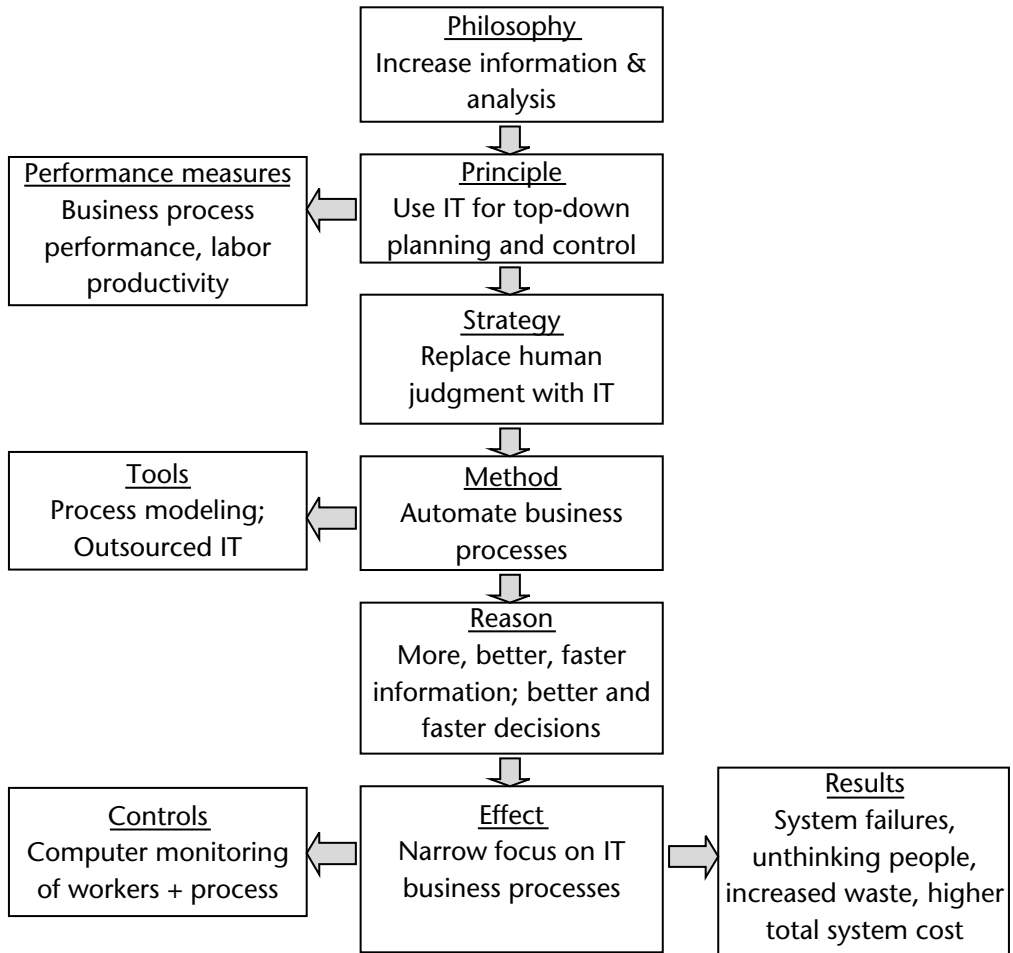 Philosophy
Increase information &
analysis
Performance measures
Business process
performance, labor
productivity
Principle
Use IT for top-down
planning and control
Strategy
Replace human
judgment with IT
Tools
Process modeling;
Outsourced IT
Method
Automate business
processes
Reason
More, better, faster
information; better and
faster decisions
Controls
Computer monitoring
of workers + process
Effect
Narrow focus on IT
business processes
Results
System failures,
unthinking people,
increased waste, higher
total system cost